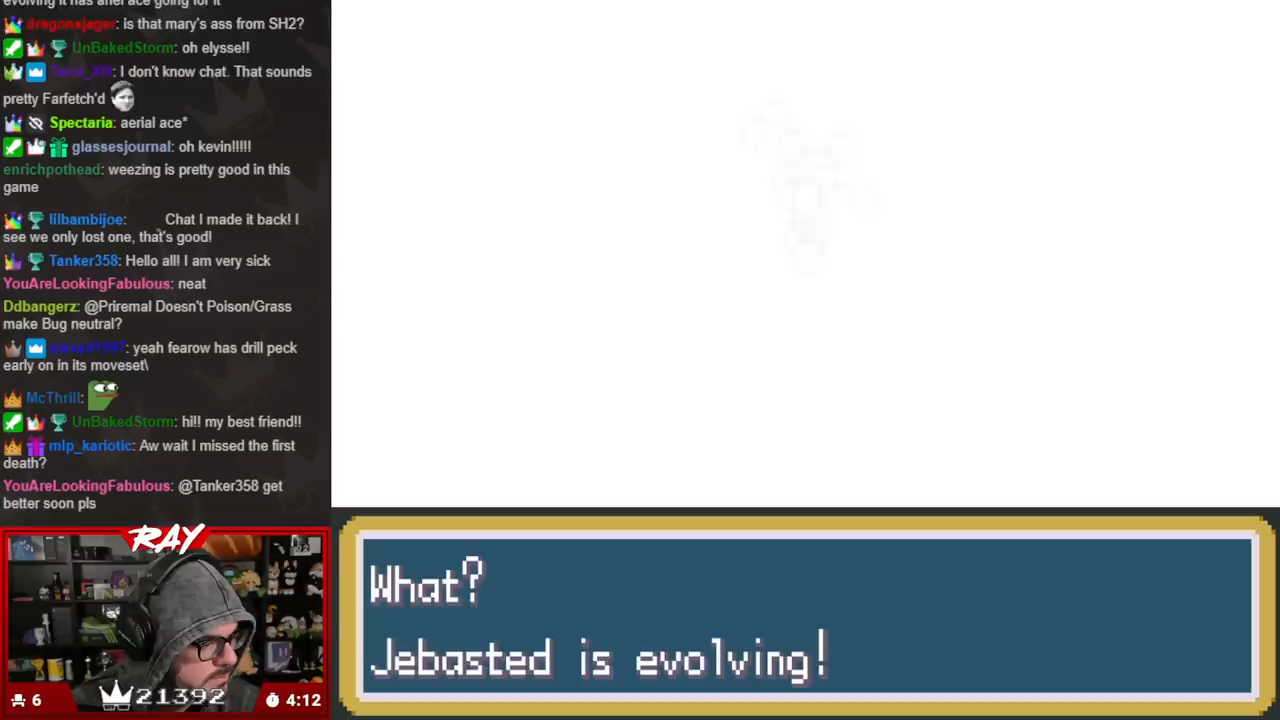 evolving it has ariel ace going for it
dragonxjager: is that mary's ass from SH2?
UnBakedStorm: oh elysse!!
I don't know chat. That sounds
pretty Farfetch'd
Spectaria: aerial ace*
glassesjournal: oh kevin!!!!!
enrichpothead: weezing is pretty good in this
game
lilbambijoe: Chat I made it back! I
see we only lost one, that's good!
Tanker358: Hello all! I am very sick
YouAreLookingFabulous: neat
Ddbangerz: @Priremal Doesn't Poison/Grass
make Bug neutral?
yeah fearow has drill peck
early on in its moveset\
McThrill:
UnBakedStorm: hi!! my best friend!!
mlp_kariotic: Aw wait I missed the first
death?
YouAreLookingFabulous: @Tanker358 get
better soon pls
RAY
6
21392
4:12
What?
Jebasted is evolving!